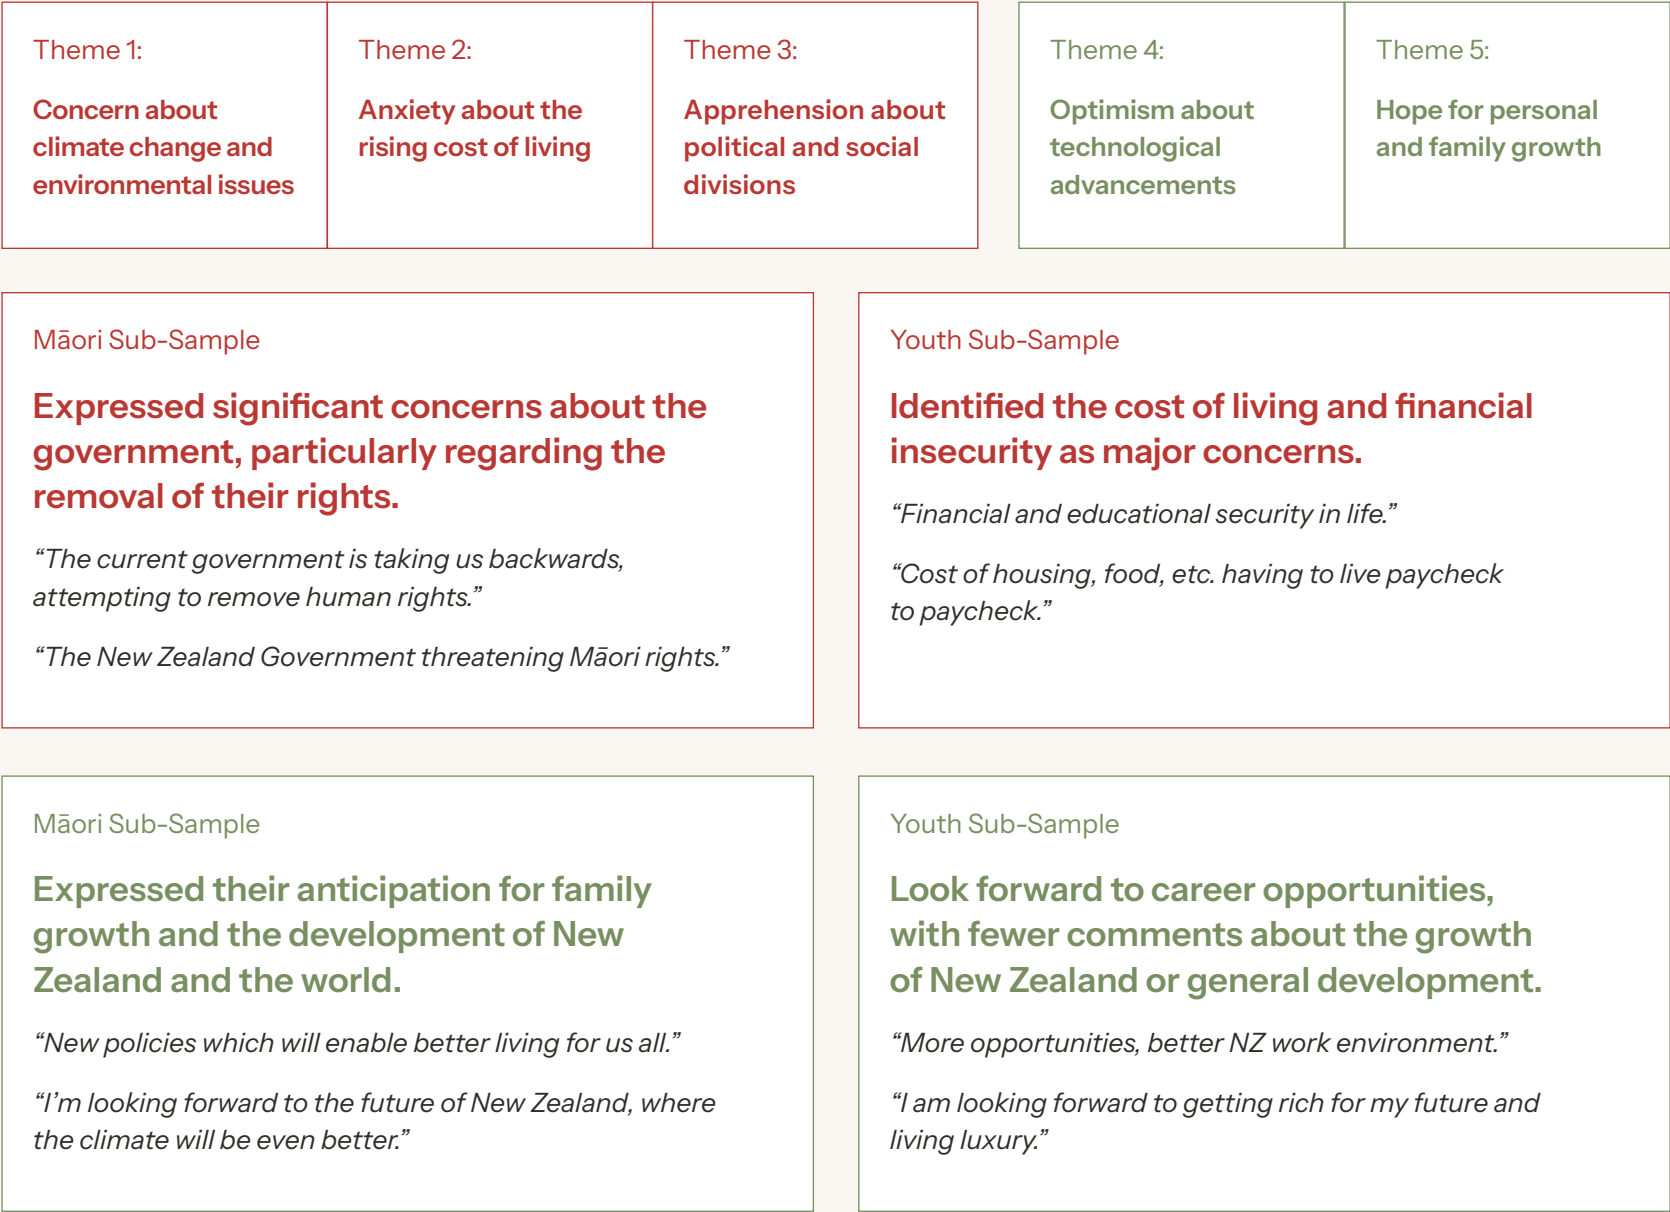 Theme 1:
Concern about
climate change and
environmental issues
Theme 2:
Anxiety about the
rising cost of living
Theme 3:
Apprehension about
political and social
divisions
Theme 4:
Optimism about
technological
advancements
Theme 5:
Hope for personal
and family growth
Māori Sub-Sample
Expressed significant concerns about the
government, particularly regarding the
removal of their rights.
“The current government is taking us backwards,
attempting to remove human rights.”
“The New Zealand Government threatening Māori rights.”
Youth Sub-Sample
Identified the cost of living and financial
insecurity as major concerns.
“Financial and educational security in life.”
“Cost of housing, food, etc. having to live paycheck
to paycheck.”
Māori Sub-Sample
Expressed their anticipation for family
growth and the development of New
Zealand and the world.
“New policies which will enable better living for us all.”
“I’m looking forward to the future of New Zealand, where
the climate will be even better.”
Youth Sub-Sample
Look forward to career opportunities,
with fewer comments about the growth
of New Zealand or general development.
“More opportunities, better NZ work environment.”
“I am looking forward to getting rich for my future and
living luxury.”